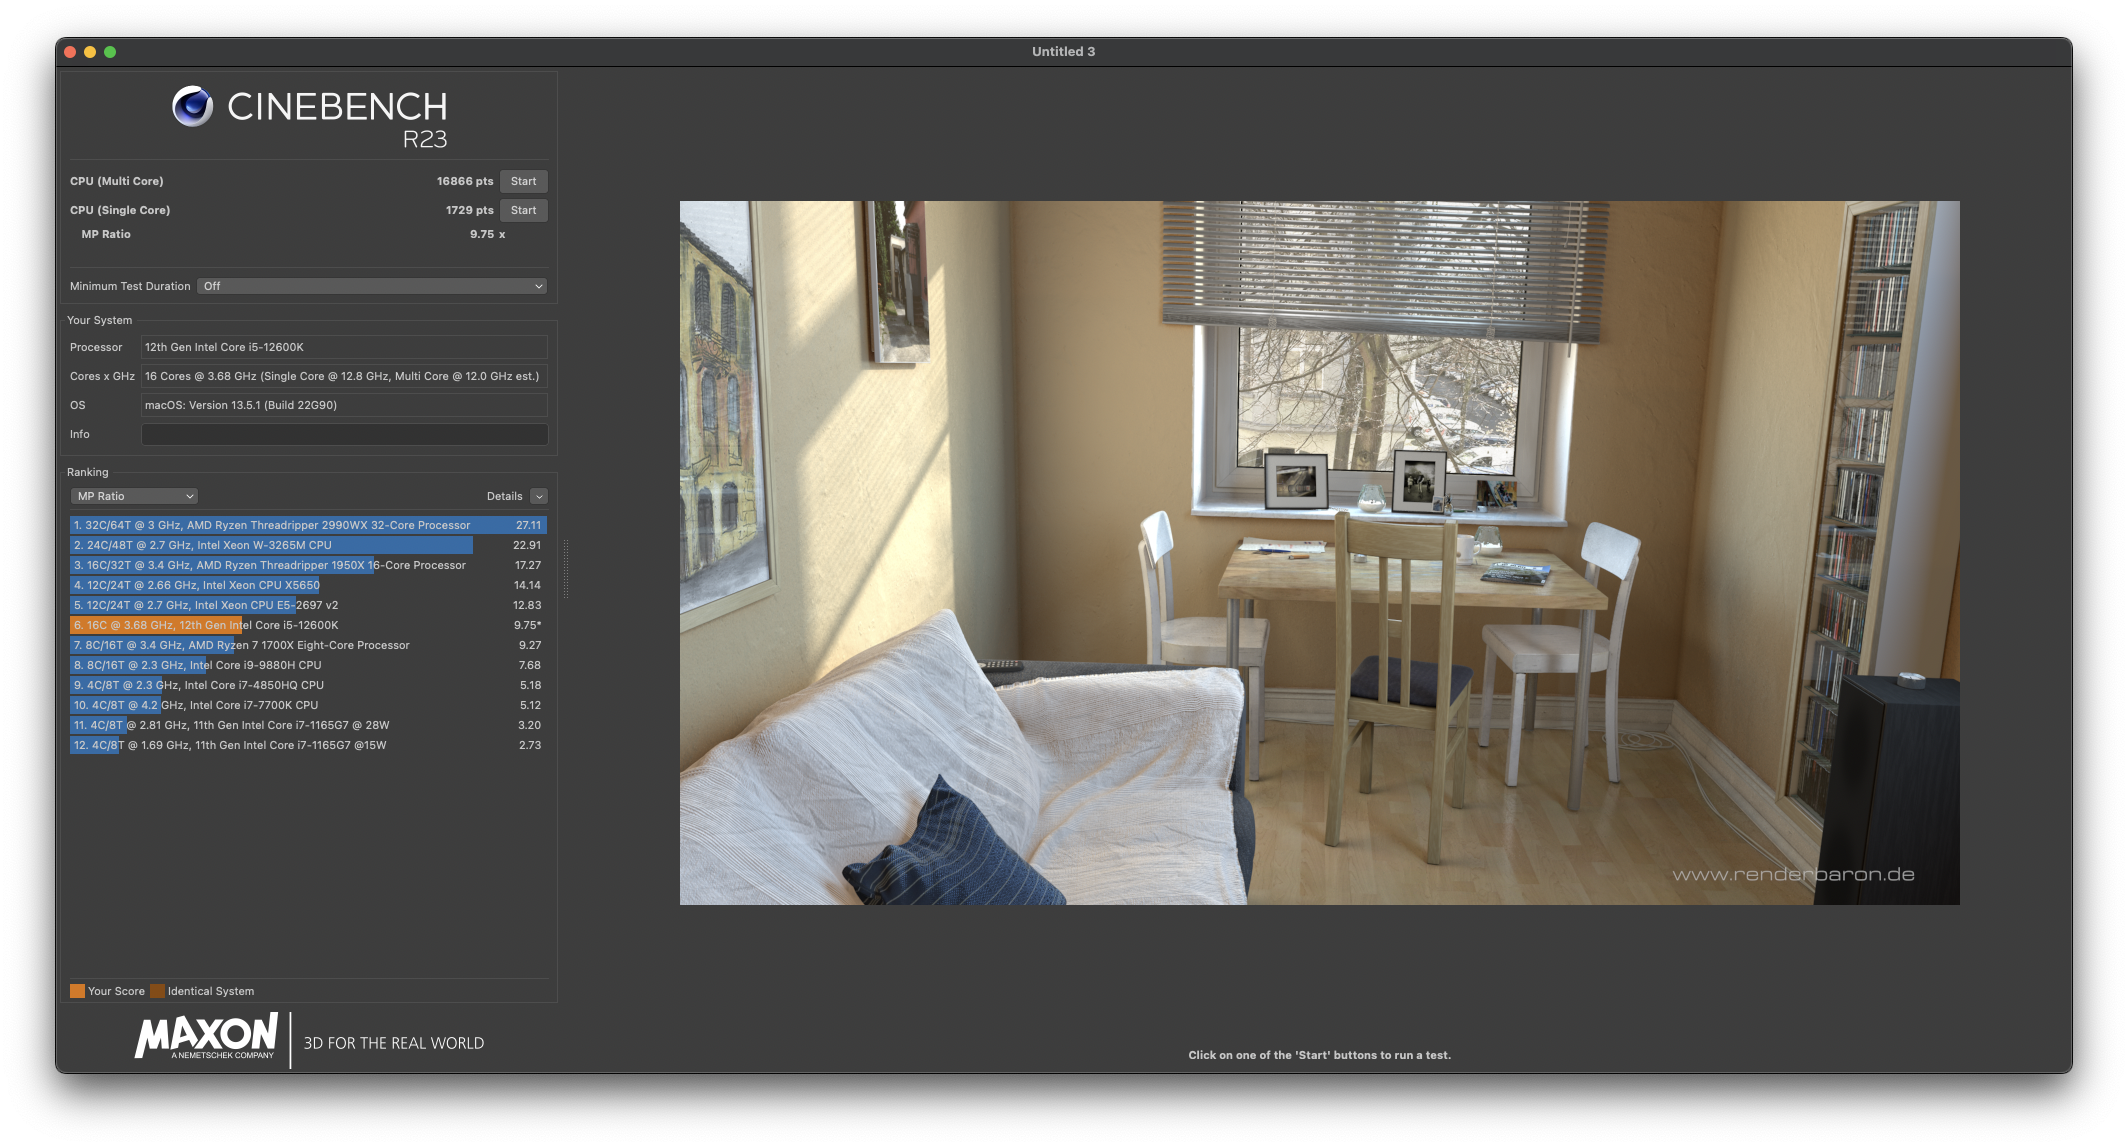 Untitled 3
CINEBENCH
R23
CPU (Multi Core) 16866 pts Start
CPU (Single Core) 1729 pts Start
MP Ratio 9.75 x
Minimum Test Duration Off
Your System
Processor 12th Gen Intel Core i5-12600K
Cores x GHz 16 Cores @ 3.68 GHz (Single Core @ 12.8 GHz, Multi Core @ 12.0 GHz est.)
OS macOS: Version 13.5.1 (Build 22G90)
Info
Ranking
MP Ratio Details
1. 32C/64T @ 3 GHz, AMD Ryzen Threadripper 2990WX 32-Core Processor 27.11
2. 24C/48T @ 2.7 GHz, Intel Xeon W-3265M CPU 22.91
3. 16C/32T @ 3.4 GHz, AMD Ryzen Threadripper 1950X 16-Core Processor 17.27
4. 12C/24T @ 2.66 GHz, Intel Xeon CPU X5650 14.14
5. 12C/24T @ 2.7 GHz, Intel Xeon CPU E5-2697 v2 12.83
6. 16C @ 3.68 GHz, 12th Gen Intel Core i5-12600K 9.75*
7. 8C/16T @ 3.4 GHz, AMD Ryzen 7 1700X Eight-Core Processor 9.27
8. 8C/16T @ 2.3 GHz, Intel Core i9-9880H CPU 7.68
9. 4C/8T @ 2.3 GHz, Intel Core i7-4850HQ CPU 5.18
10. 4C/8T @ 4.2 GHz, Intel Core i7-7700K CPU 5.12
11. 4C/8T @ 2.81 GHz, 11th Gen Intel Core i7-1165G7 @ 28W 3.20
12. 4C/8T @ 1.69 GHz, 11th Gen Intel Core i7-1165G7 @15W 2.73
Your Score Identical System
MAXON
A NEMETSCHEK COMPANY
3D FOR THE REAL WORLD
www.renderbaron.de
Click on one of the 'Start' buttons to run a test.